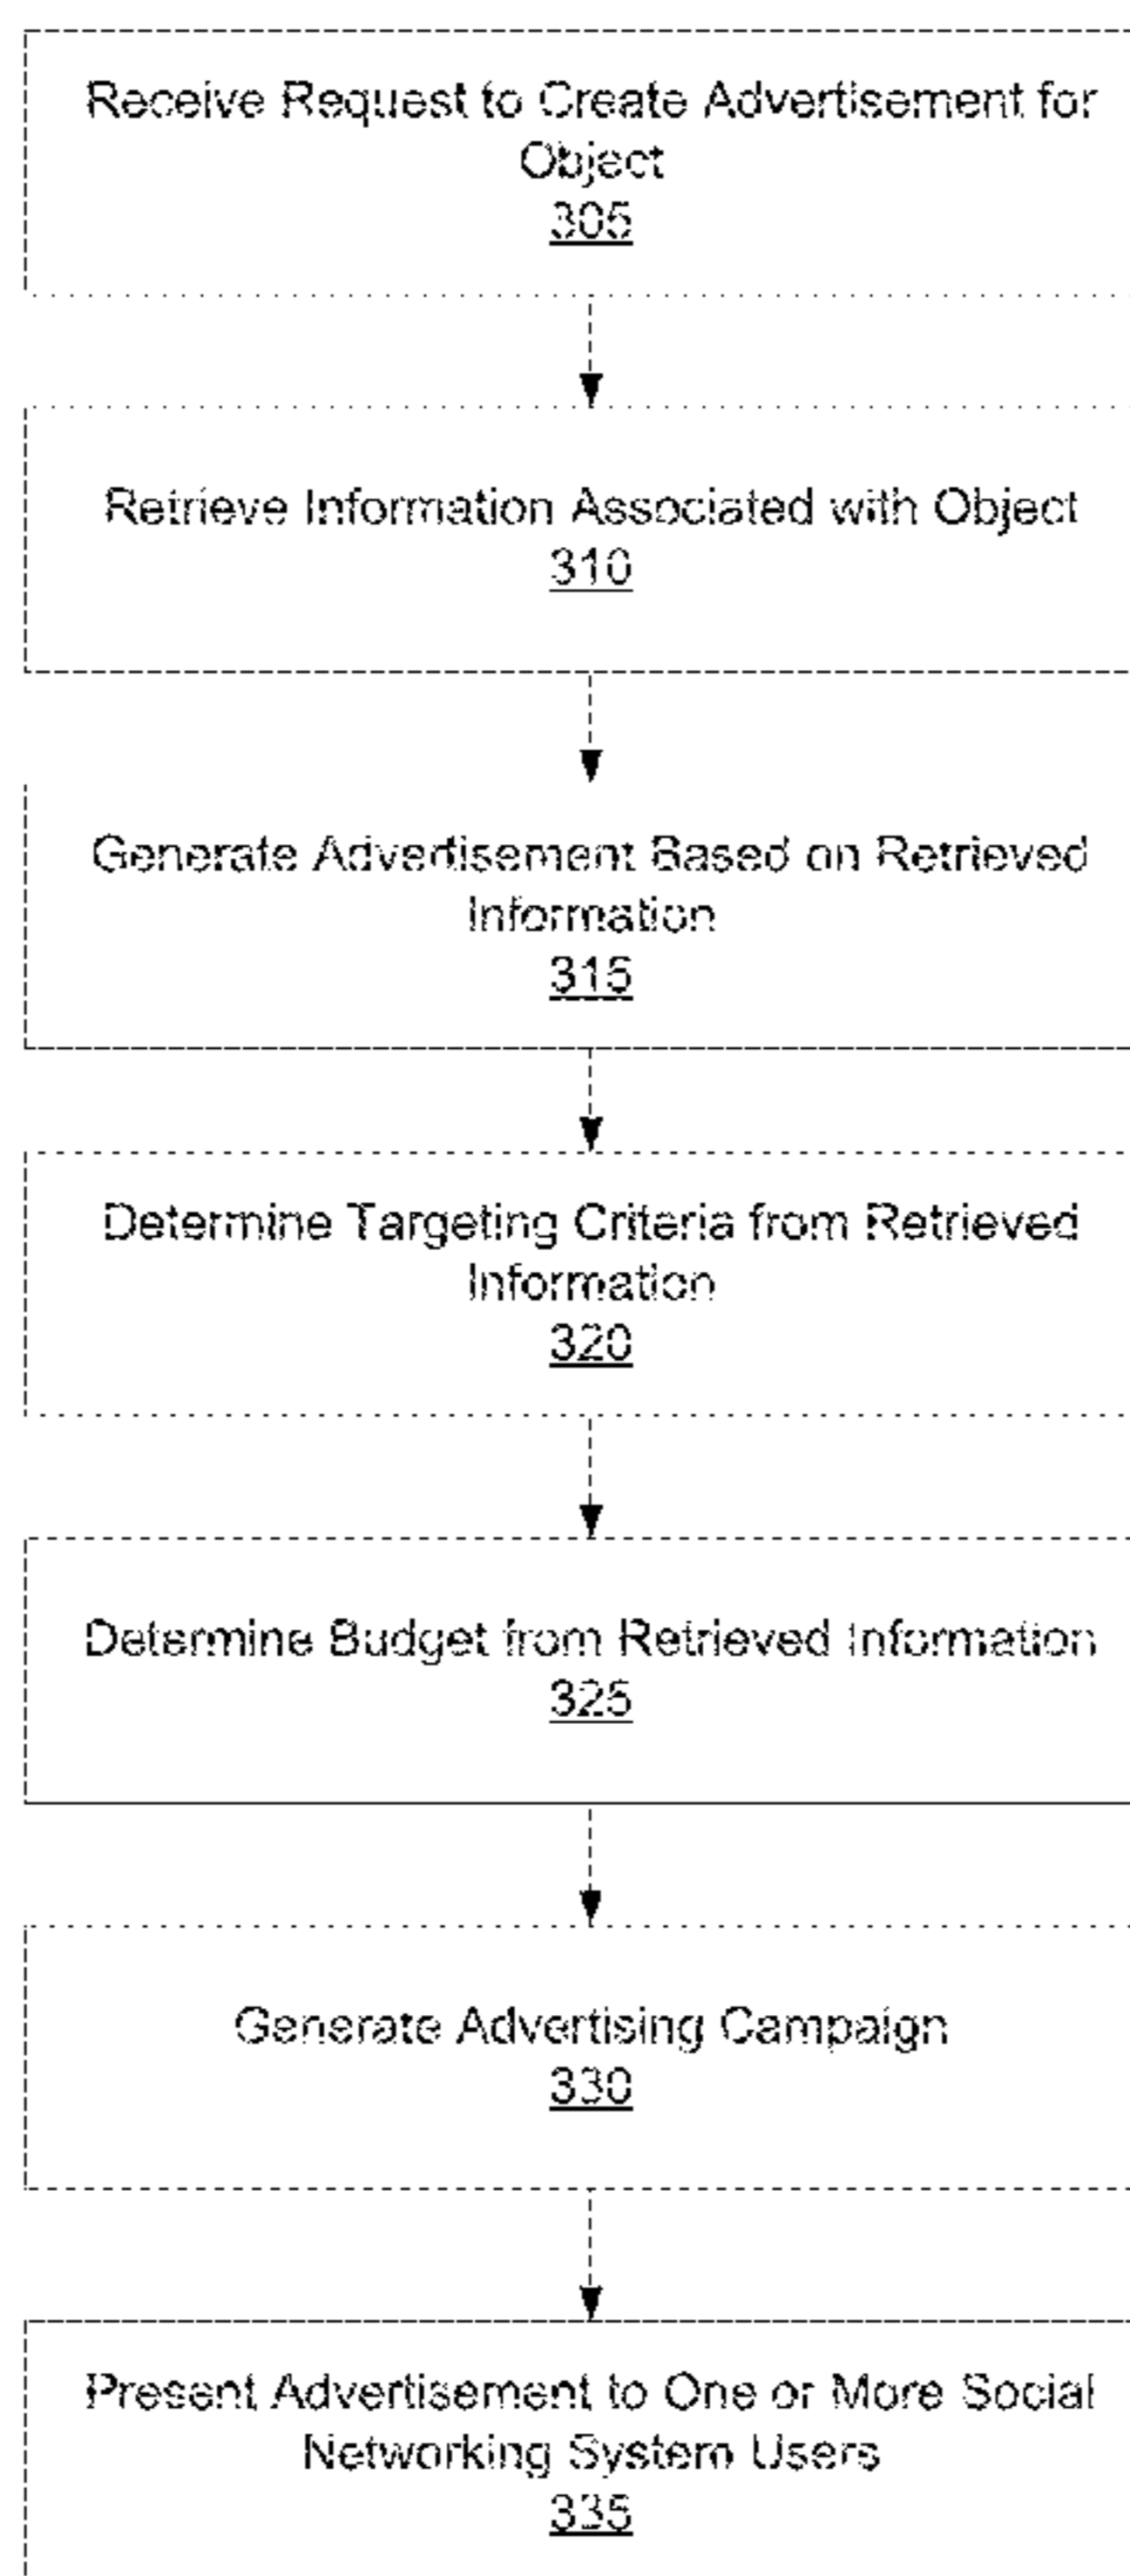 Receive Request to Create Advertisement for
Object
305
Retrieve Information Associated with Object
310
Generate Advertisement Based on Retrieved
Information
315
Determine Targeting Criteria from Retrieved
Information
320
Determine Budget from Retrieved Information
325
Generate Advertising Campaign
330
Present Advertisement to One or More Social
Networking System Users
335